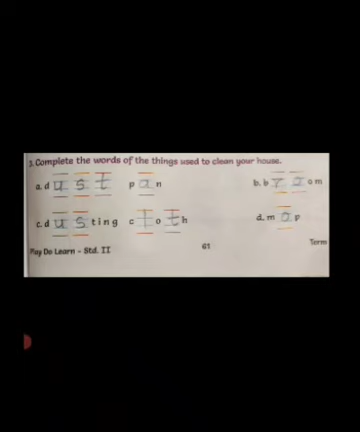 3. Complete the words of the things used to clean your house.
a. d u s t p a n b. b r o o m
c. d u s t i n g c l o t h d. m o p
Play Do Learn - Std. II 61 Term